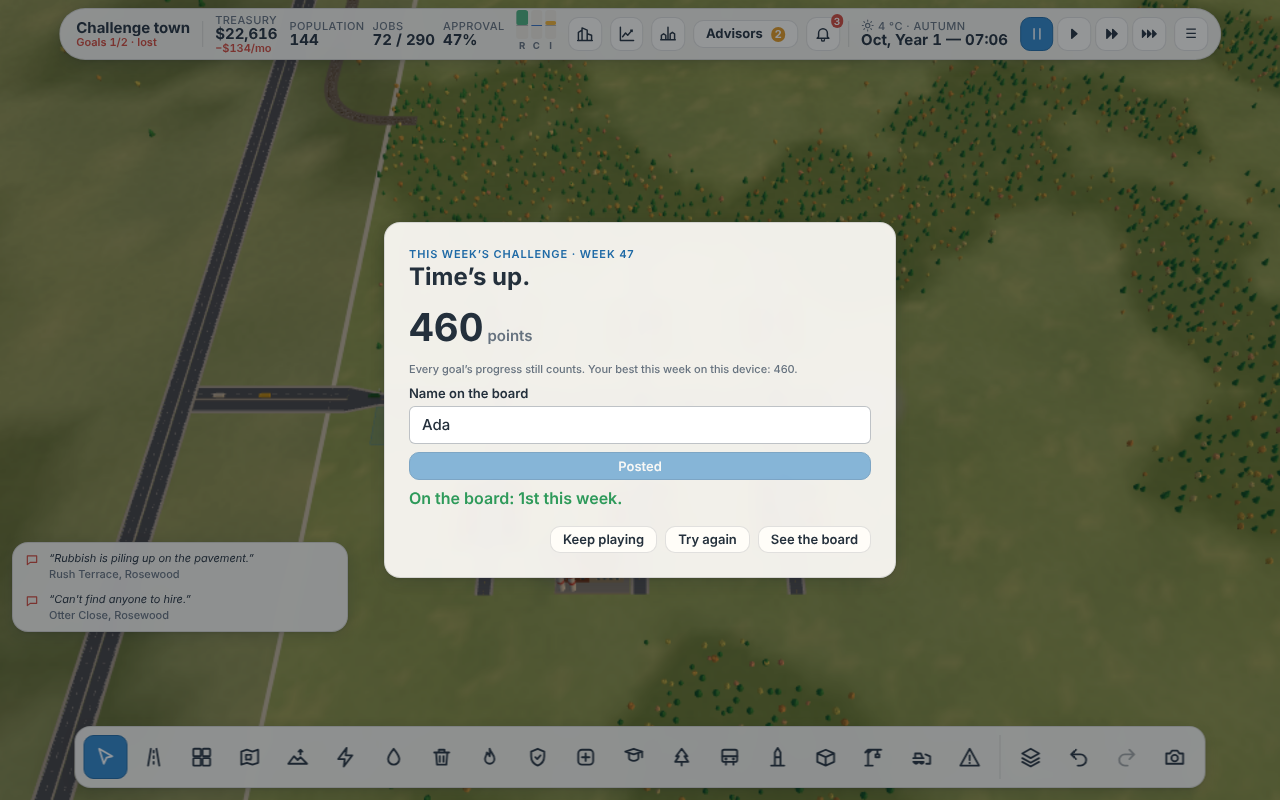 Challenge town
Goals 1/2 · lost
TREASURY
$22,616
−$134/mo
POPULATION
144
JOBS
72 / 290
APPROVAL
47%
R C I
Advisors 2
3
4 °C · AUTUMN
Oct, Year 1 — 07:06
THIS WEEK’S CHALLENGE · WEEK 47
Time’s up.
460 points
Every goal’s progress still counts. Your best this week on this device: 460.
Name on the board
Ada
Posted
On the board: 1st this week.
Keep playing
Try again
See the board
“Rubbish is piling up on the pavement.”
Rush Terrace, Rosewood
“Can’t find anyone to hire.”
Otter Close, Rosewood